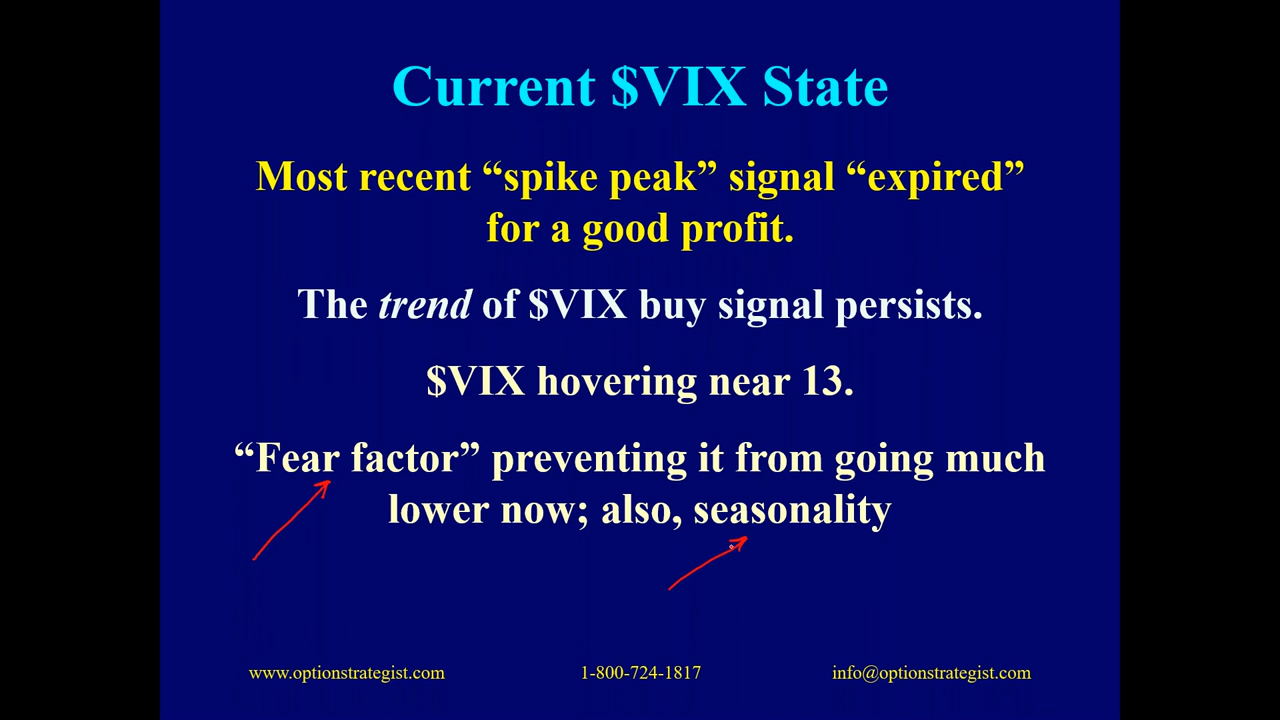 Current $VIX State
Most recent “spike peak” signal “expired”
for a good profit.
The trend of $VIX buy signal persists.
$VIX hovering near 13.
“Fear factor” preventing it from going much
lower now; also, seasonality
www.optionstrategist.com 1-800-724-1817 info@optionstrategist.com